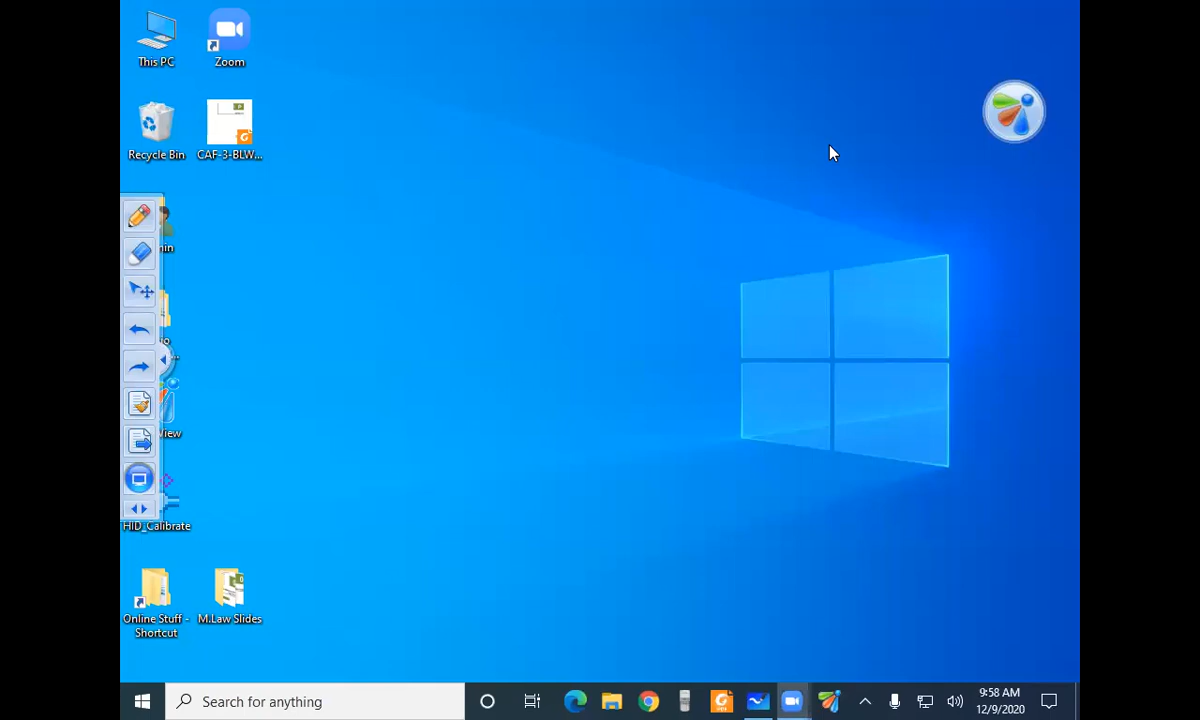 This PC
Zoom
Recycle Bin
CAF-3-BLW...
HID_Calibrate
Online Stuff -
Shortcut
M.Law Slides
Search for anything
9:58 AM
12/9/2020